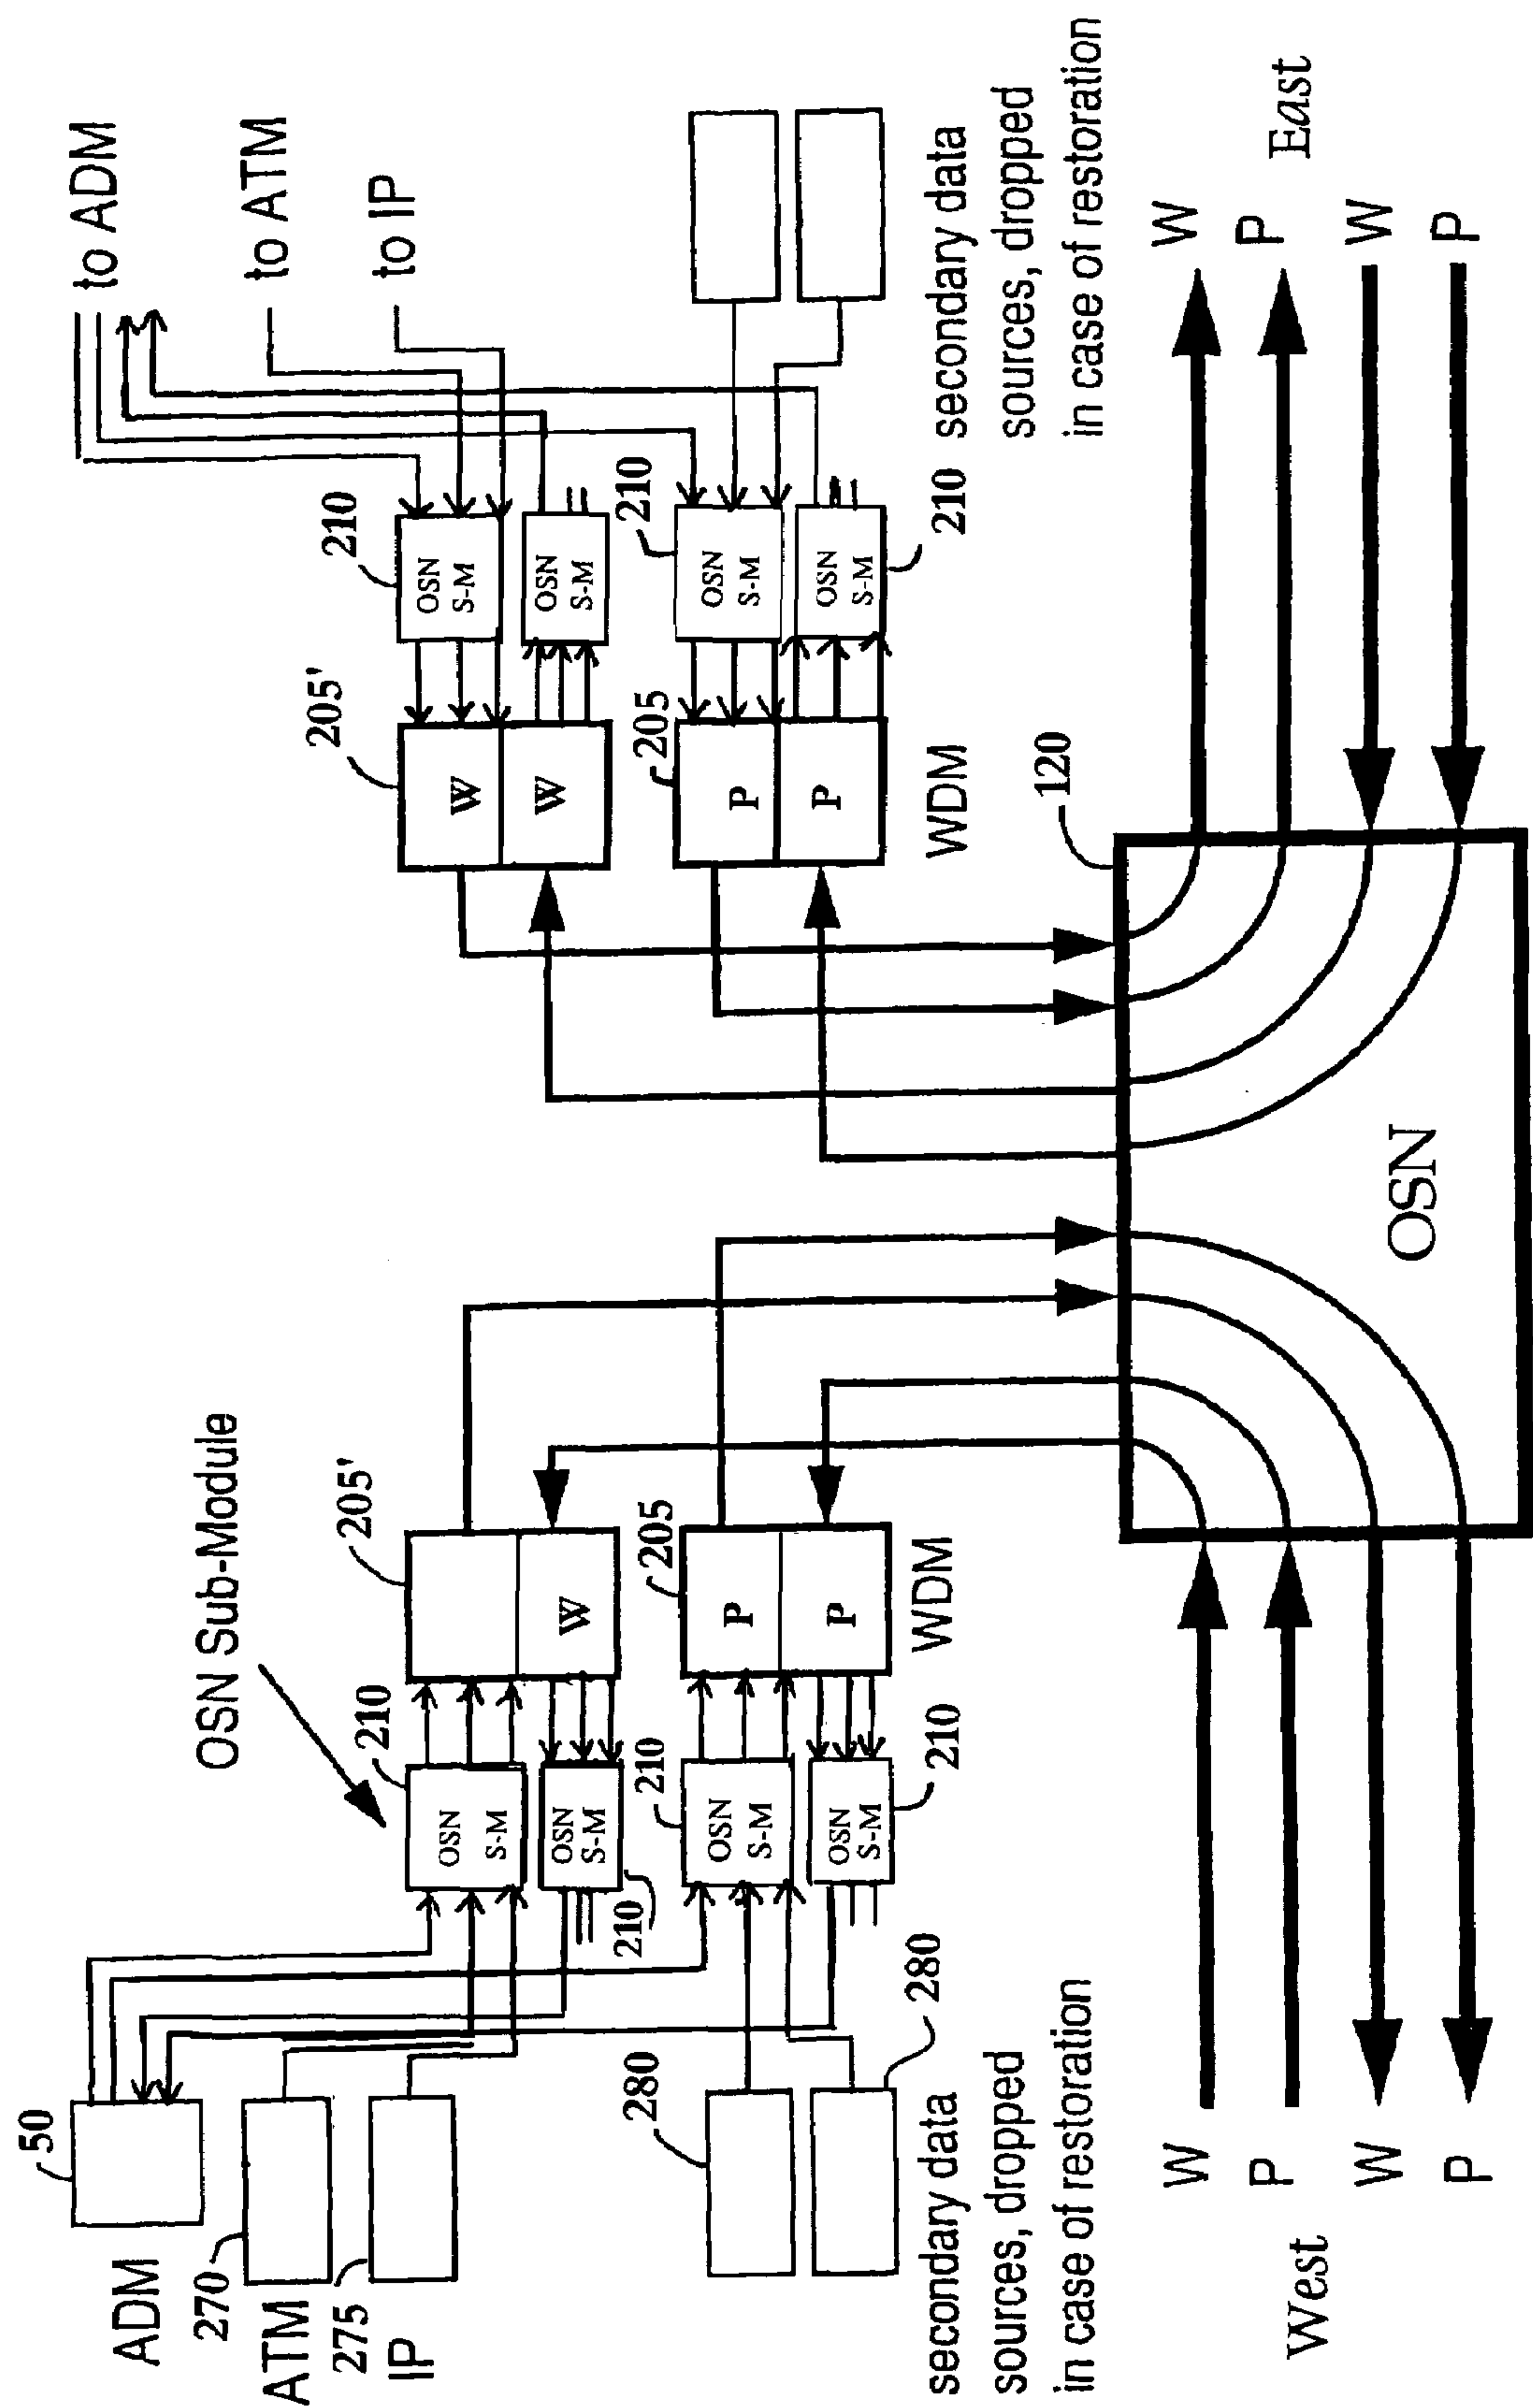 50
ADM
270
ATM
275
IP
OSN Sub-Module
210
OSN
S-M
205'
W
OSN
S-M
210
280
280
secondary data
sources, dropped
in case of restoration
210
OSN
S-M
205
P
P
OSN
S-M
210
WDM
to ADM
to ATM
to IP
205'
210
W
OSN
S-M
W
OSN
S-M
205
210
P
OSN
S-M
P
OSN
S-M
210
WDM
secondary data
sources, dropped
in case of restoration
120
OSN
West
W
P
W
P
W
P
East
W
P